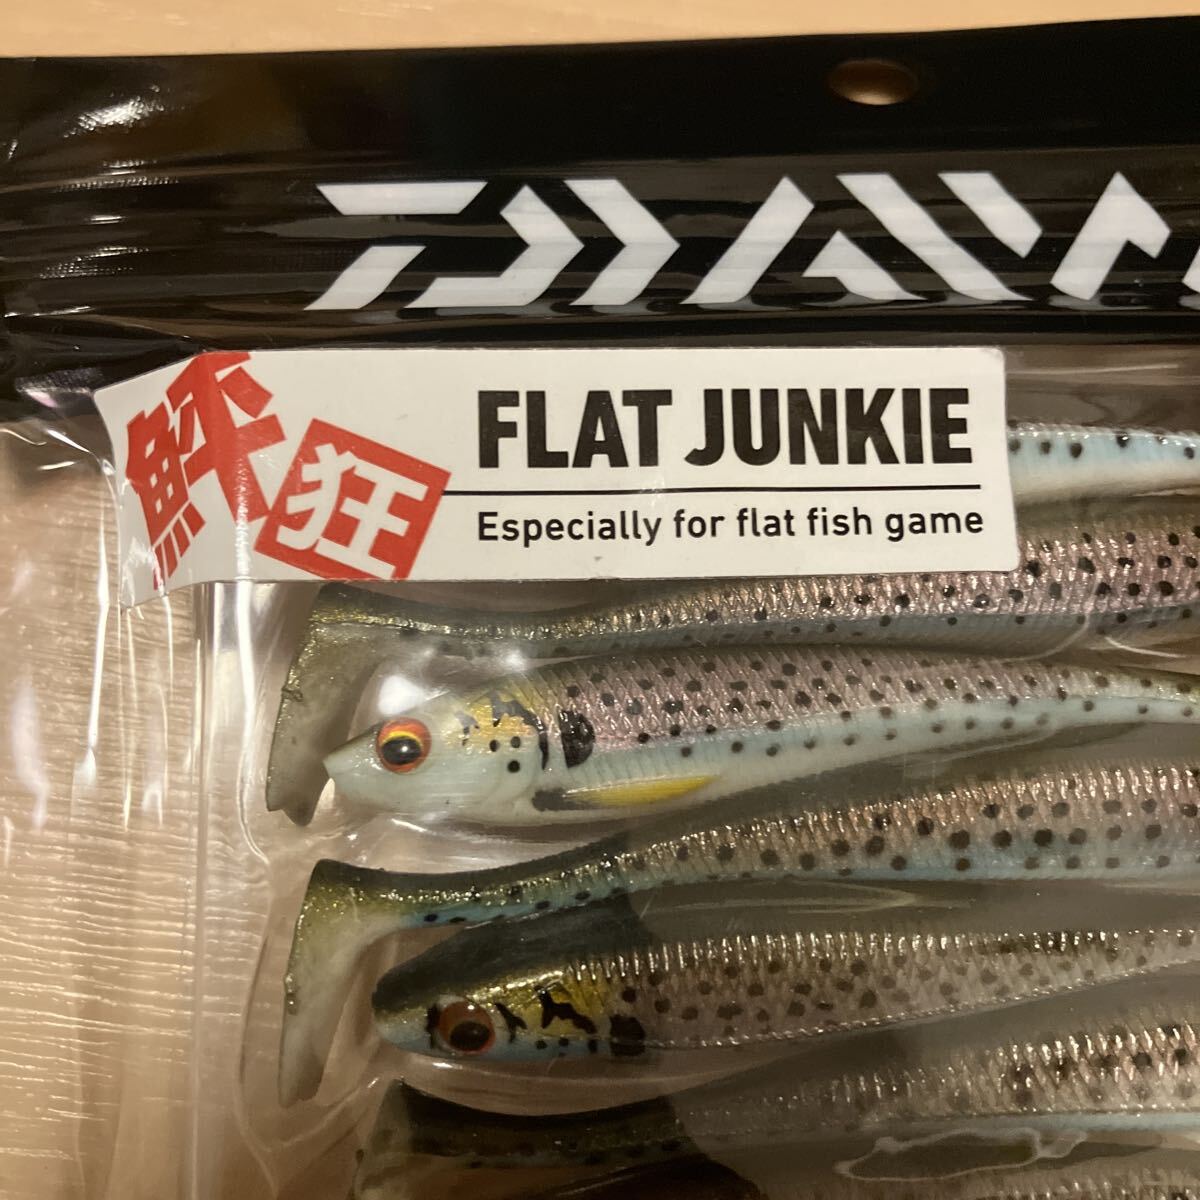 DAIWA
鮃狂
FLAT JUNKIE
Especially for flat fish game